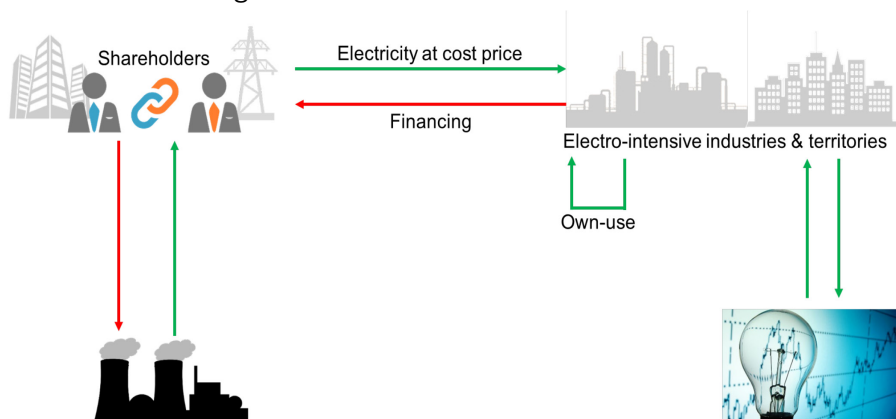 Shareholders
Electricity at cost price
Financing
Electro-intensive industries & territories
Own-use